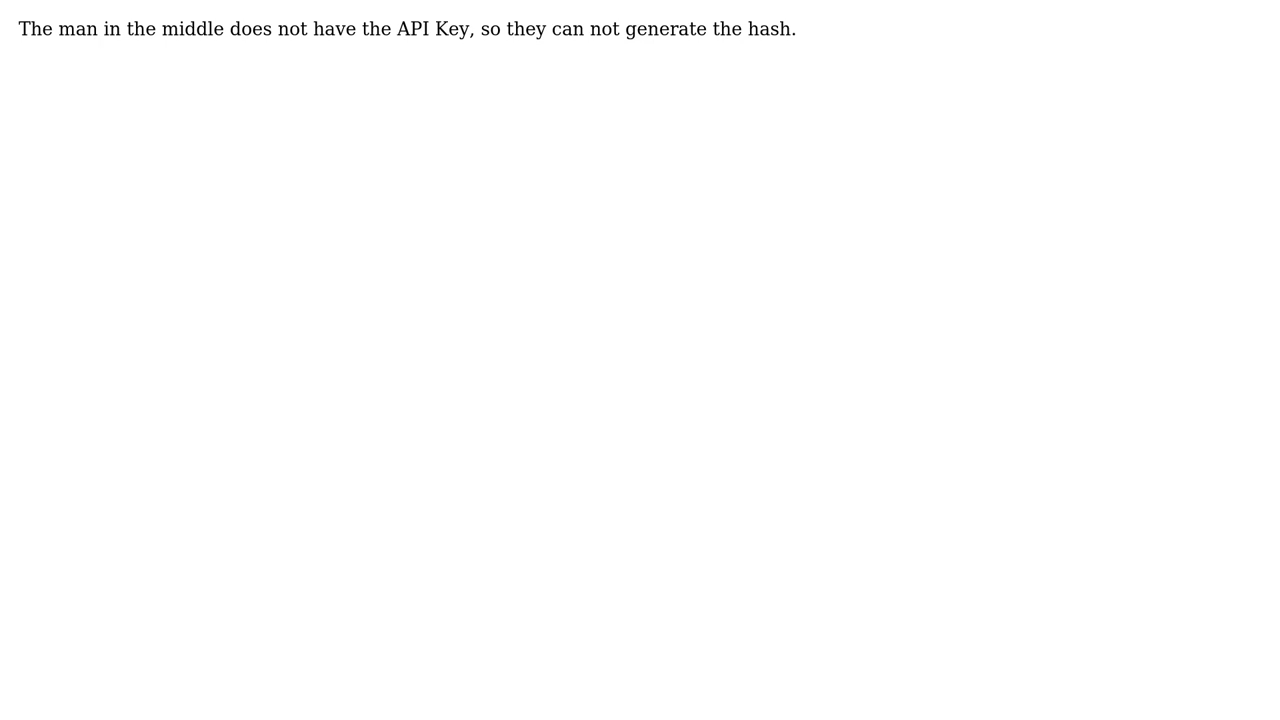 The man in the middle does not have the API Key, so they can not generate the hash.